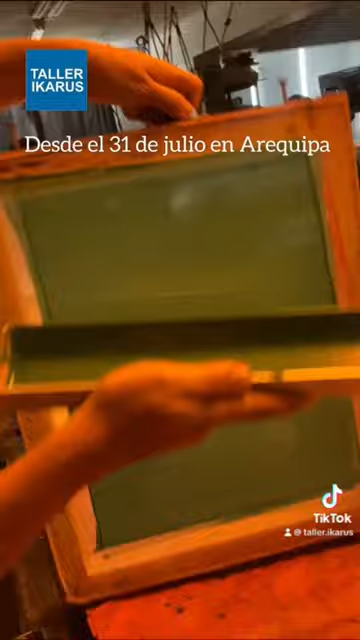 TALLER
IKARUS
Desde el 31 de julio en Arequipa
TikTok
@ taller.ikarus